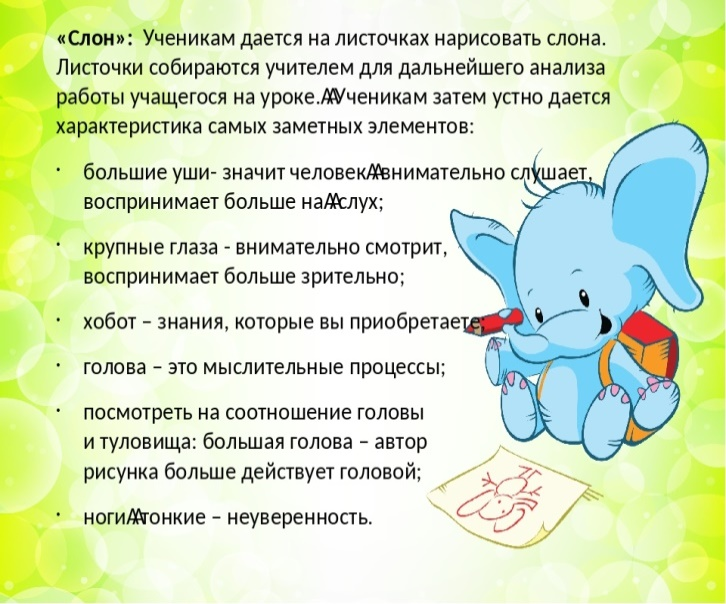 «Слон»: Ученикам дается на листочках нарисовать слона.
Листочки собираются учителем для дальнейшего анализа
работы учащегося на уроке. Ученикам затем устно дается
характеристика самых заметных элементов:
· большие уши- значит человек внимательно слушает,
воспринимает больше на слух;
· крупные глаза - внимательно смотрит,
воспринимает больше зрительно;
· хобот – знания, которые вы приобретаете;
· голова – это мыслительные процессы;
· посмотреть на соотношение головы
и туловища: большая голова – автор
рисунка больше действует головой;
· ноги тонкие – неуверенность.